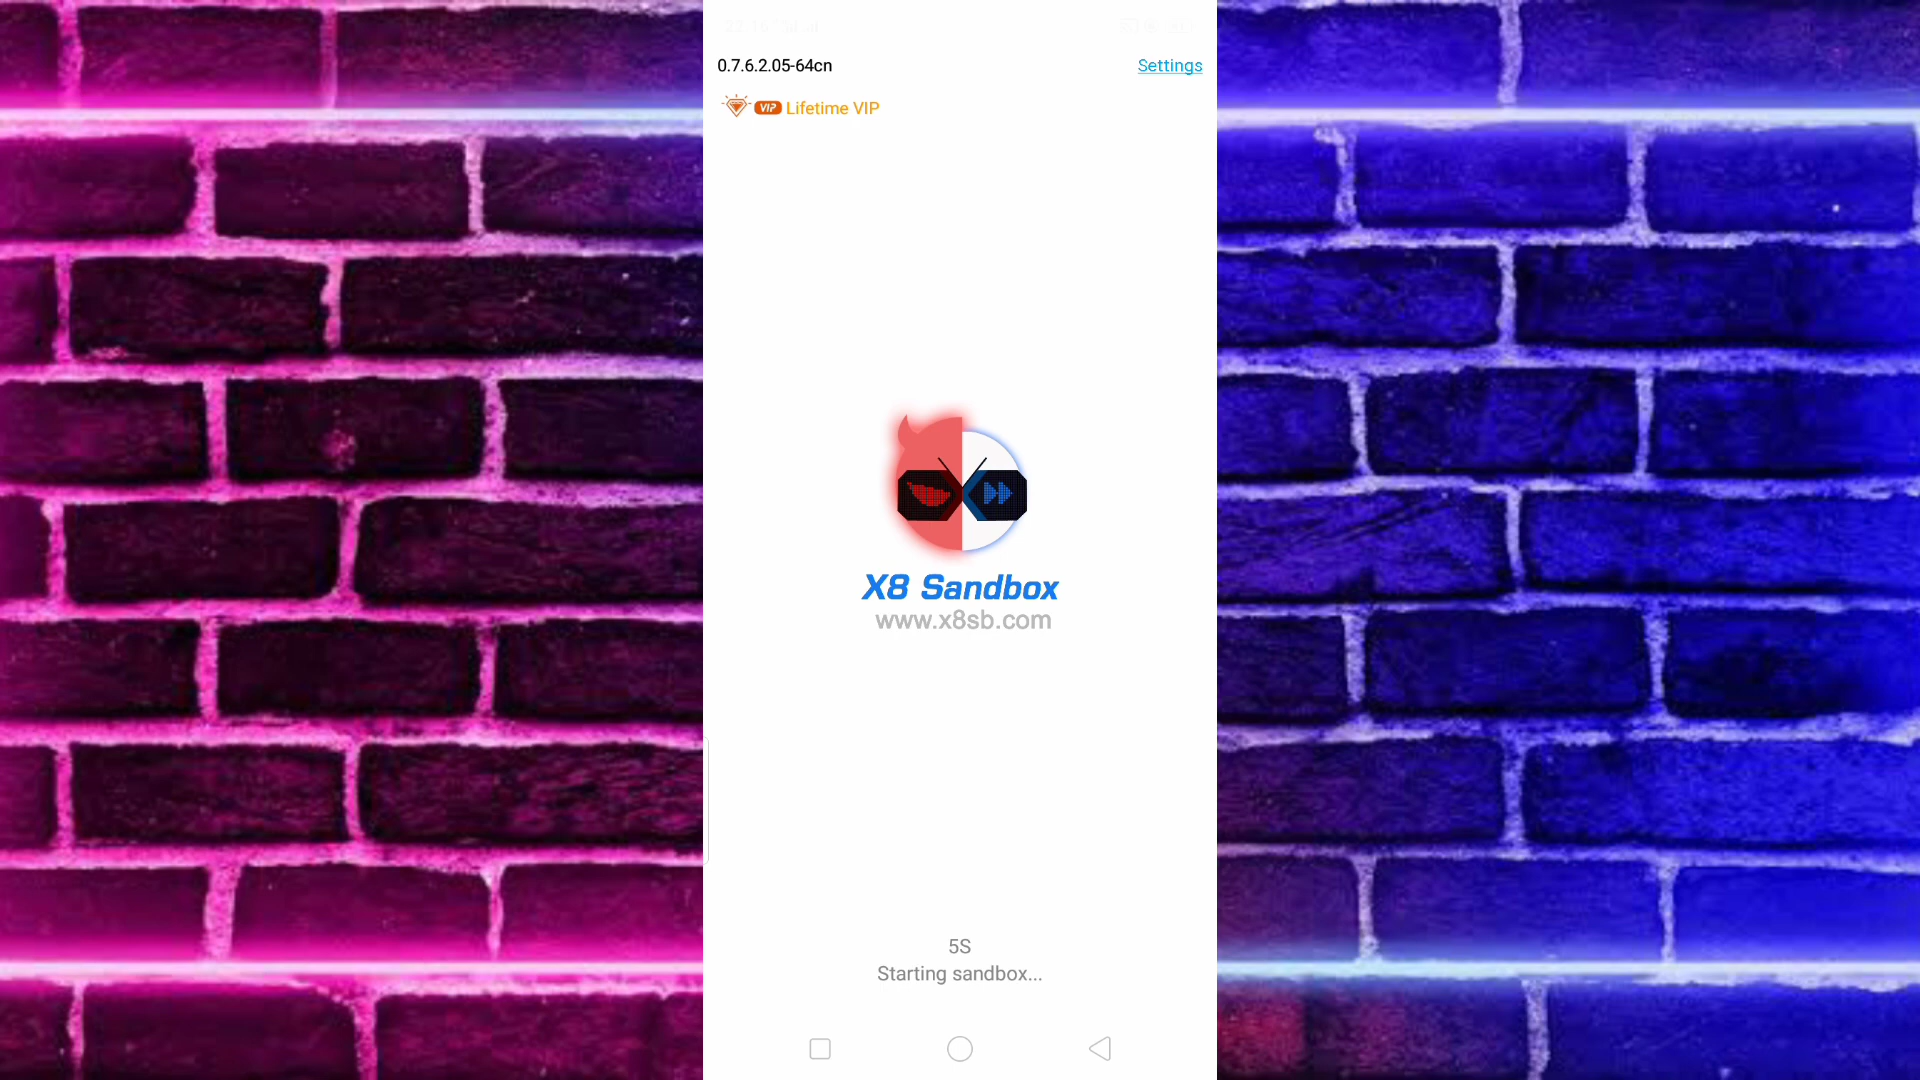 0.7.6.2.05-64cn
Settings
VIP Lifetime VIP
X8 Sandbox
www.x8sb.com
5S
Starting sandbox...